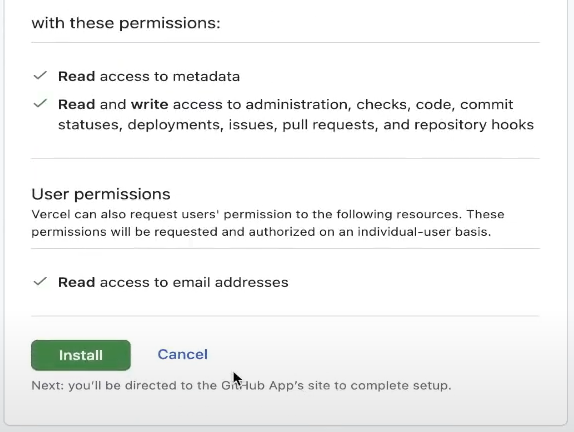 with these permissions:
Read access to metadata
Read and write access to administration, checks, code, commit
statuses, deployments, issues, pull requests, and repository hooks
User permissions
Vercel can also request users' permission to the following resources. These
permissions will be requested and authorized on an individual-user basis.
Read access to email addresses
Install Cancel
Next: you'll be directed to the GitHub App's site to complete setup.